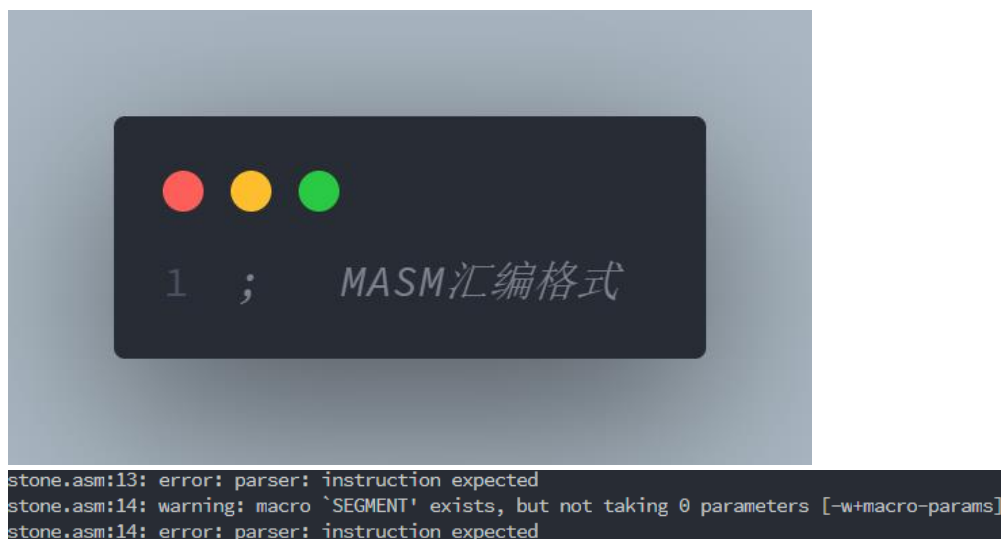 1 ; MASM汇编格式
stone.asm:13: error: parser: instruction expected
stone.asm:14: warning: macro `SEGMENT' exists, but not taking 0 parameters [-w+macro-params]
stone.asm:14: error: parser: instruction expected